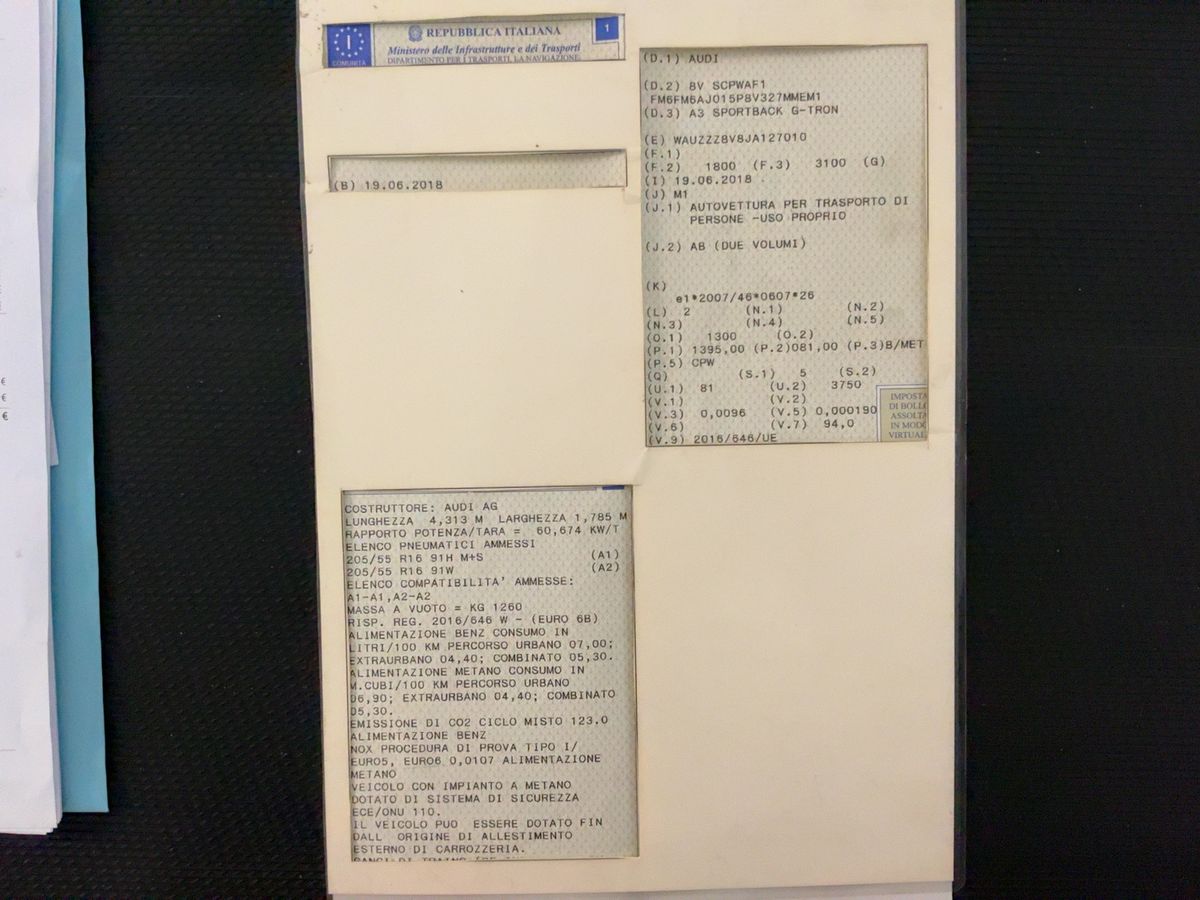 REPUBBLICA ITALIANA
1
I
COMUNITÀ
Ministero delle Infrastrutture e dei Trasporti
DIPARTIMENTO PER I TRASPORTI, LA NAVIGAZIONE
(B) 19.06.2018
(D.1) AUDI
(D.2) 8V SCPWAF1
FM6FM6AJ015P8V327MMEM1
(D.3) A3 SPORTBACK G-TRON
(E) WAUZZZ8V8JA127010
(F.1)
(F.2) 1800 (F.3) 3100 (G)
(I) 19.06.2018
(J) M1
(J.1) AUTOVETTURA PER TRASPORTO DI
PERSONE -USO PROPRIO
(J.2) AB (DUE VOLUMI)
(K)
e1*2007/46*0607*26
(L) 2 (N.1) (N.2)
(N.3) (N.4) (N.5)
(O.1) 1300 (O.2)
(P.1) 1395,00 (P.2)081,00 (P.3)B/MET
(P.5) CPW
(Q) (S.1) 5 (S.2)
(U.1) 81 (U.2) 3750
(V.1) (V.2)
(V.3) 0,0096 (V.5) 0,000190
(V.6) (V.7) 94,0
(V.9) 2016/646/UE
IMPOSTA
DI BOLLO
ASSOLTA
IN MODO
VIRTUALE
COSTRUTTORE: AUDI AG
LUNGHEZZA 4,313 M LARGHEZZA 1,785 M
RAPPORTO POTENZA/TARA = 60,674 KW/T
ELENCO PNEUMATICI AMMESSI
205/55 R16 91H M+S (A1)
205/55 R16 91W (A2)
ELENCO COMPATIBILITA' AMMESSE:
A1-A1,A2-A2
MASSA A VUOTO = KG 1260
RISP. REG. 2016/646 W - (EURO 6B)
ALIMENTAZIONE BENZ CONSUMO IN
LITRI/100 KM PERCORSO URBANO 07,00;
EXTRAURBANO 04,40; COMBINATO 05,30.
ALIMENTAZIONE METANO CONSUMO IN
M.CUBI/100 KM PERCORSO URBANO
06,90; EXTRAURBANO 04,40; COMBINATO
05,30.
EMISSIONE DI CO2 CICLO MISTO 123.0
ALIMENTAZIONE BENZ
NOX PROCEDURA DI PROVA TIPO I/
EURO5, EURO6 0,0107 ALIMENTAZIONE
METANO
VEICOLO CON IMPIANTO A METANO
DOTATO DI SISTEMA DI SICUREZZA
ECE/ONU 110.
IL VEICOLO PUO ESSERE DOTATO FIN
DALL ORIGINE DI ALLESTIMENTO
ESTERNO DI CARROZZERIA.
€
€
€